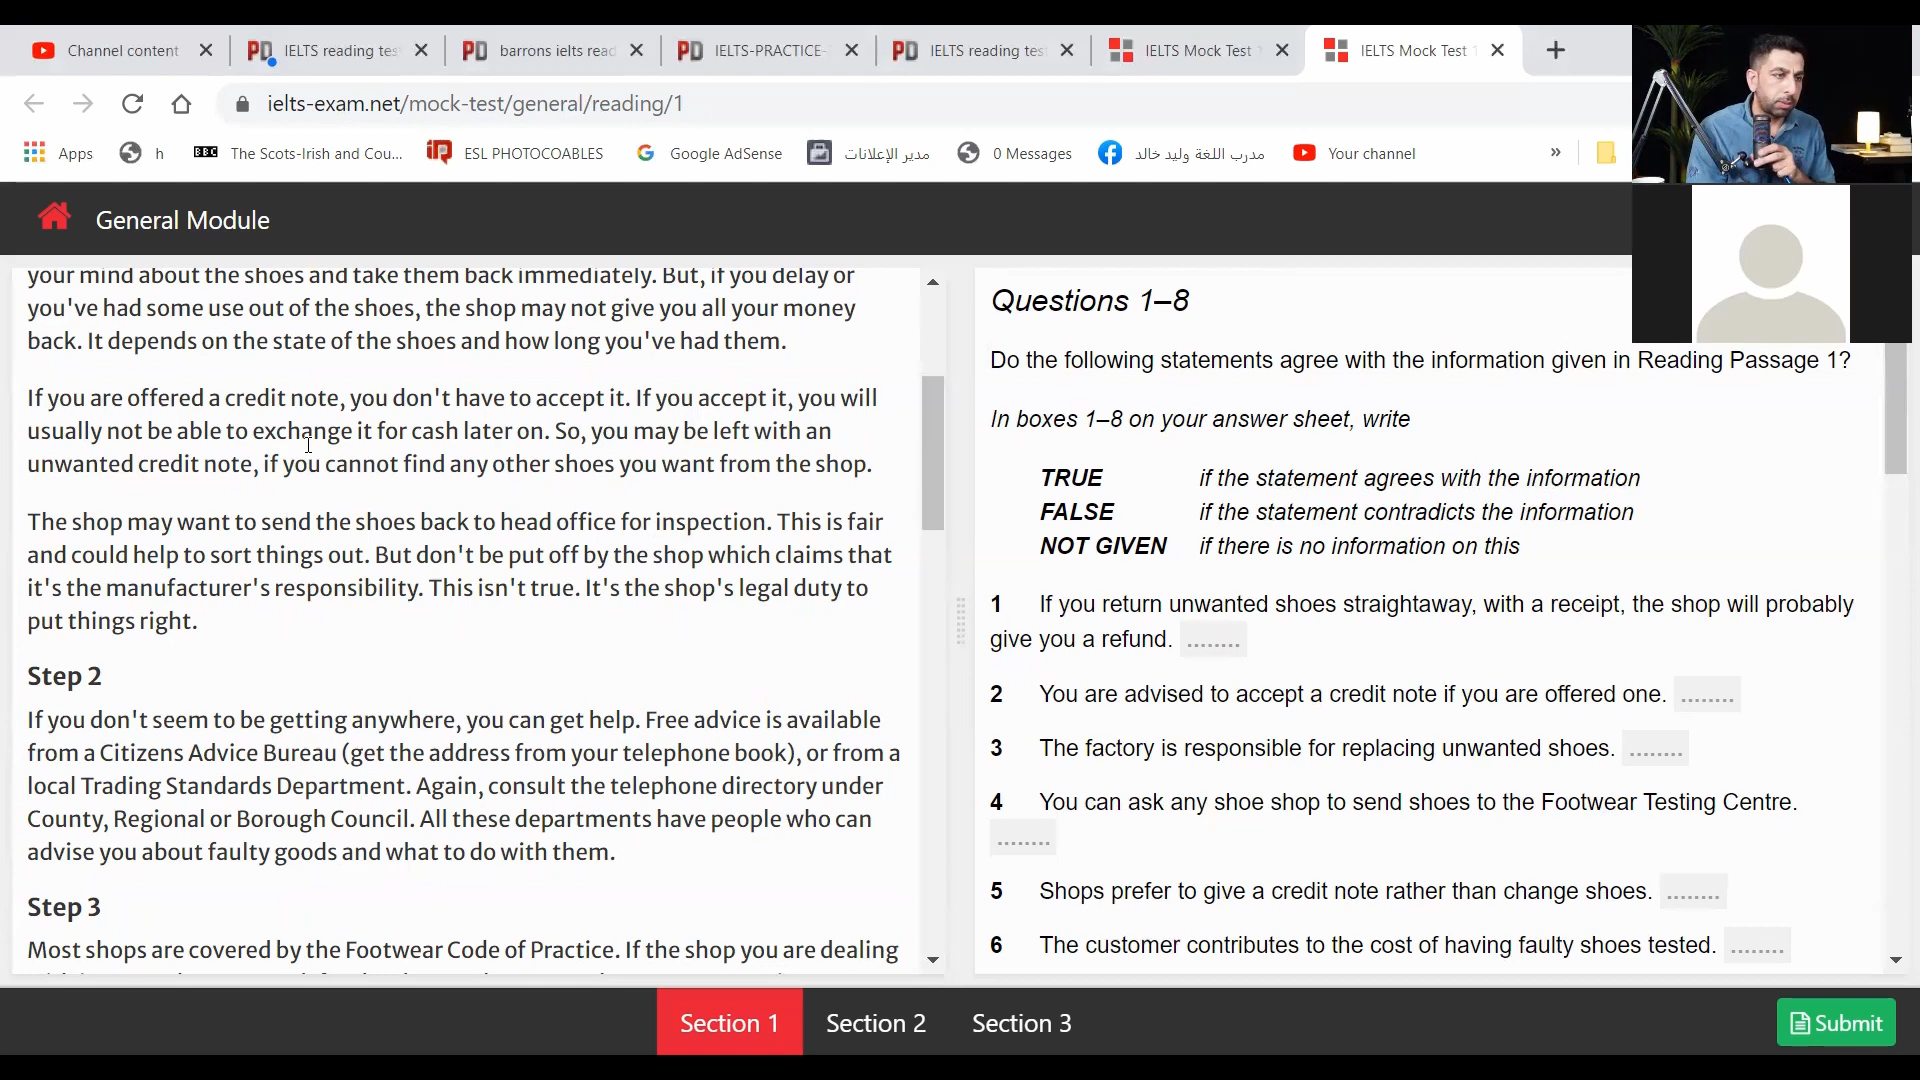 Channel content
IELTS reading tes
barrons ielts read
IELTS-PRACTICE-
IELTS reading tes
IELTS Mock Test 1
IELTS Mock Test 1
ielts-exam.net/mock-test/general/reading/1
Apps
h
BBC
The Scots-Irish and Cou...
ESL PHOTOCOABLES
Google AdSense
مدير الإعلانات
0 Messages
مدرب اللغة وليد خالد
Your channel
»
General Module
your mind about the shoes and take them back immediately. But, if you delay or
you've had some use out of the shoes, the shop may not give you all your money
back. It depends on the state of the shoes and how long you've had them.
If you are offered a credit note, you don't have to accept it. If you accept it, you will
usually not be able to exchange it for cash later on. So, you may be left with an
unwanted credit note, if you cannot find any other shoes you want from the shop.
The shop may want to send the shoes back to head office for inspection. This is fair
and could help to sort things out. But don't be put off by the shop which claims that
it's the manufacturer's responsibility. This isn't true. It's the shop's legal duty to
put things right.
Step 2
If you don't seem to be getting anywhere, you can get help. Free advice is available
from a Citizens Advice Bureau (get the address from your telephone book), or from a
local Trading Standards Department. Again, consult the telephone directory under
County, Regional or Borough Council. All these departments have people who can
advise you about faulty goods and what to do with them.
Step 3
Most shops are covered by the Footwear Code of Practice. If the shop you are dealing
Questions 1–8
Do the following statements agree with the information given in Reading Passage 1?
In boxes 1–8 on your answer sheet, write
TRUE if the statement agrees with the information
FALSE if the statement contradicts the information
NOT GIVEN if there is no information on this
1 If you return unwanted shoes straightaway, with a receipt, the shop will probably
give you a refund. ........
2 You are advised to accept a credit note if you are offered one. ........
3 The factory is responsible for replacing unwanted shoes. ........
4 You can ask any shoe shop to send shoes to the Footwear Testing Centre.
........
5 Shops prefer to give a credit note rather than change shoes. ........
6 The customer contributes to the cost of having faulty shoes tested. ........
Section 1
Section 2
Section 3
Submit